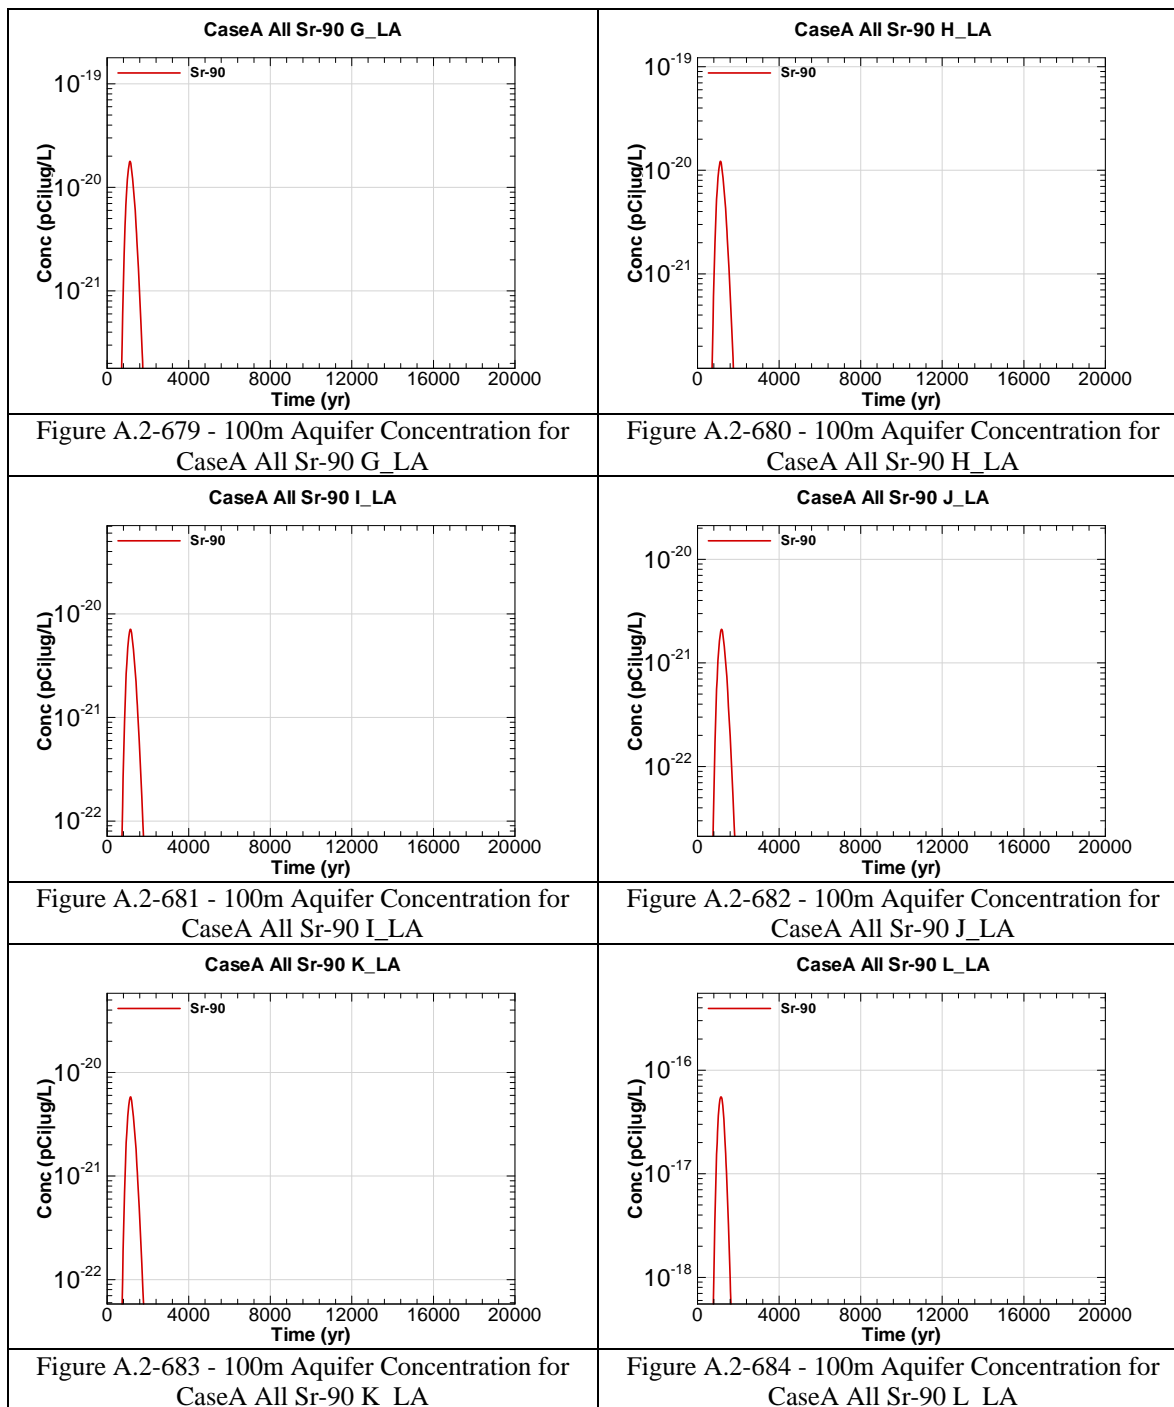 CaseA All Sr-90 G_LA
Sr-90
10-19
10-20
10-21
Conc (pCi|ug/L)
0 4000 8000 12000 16000 20000
Time (yr)
Figure A.2-679 - 100m Aquifer Concentration for
CaseA All Sr-90 G_LA
CaseA All Sr-90 H_LA
Sr-90
10-19
10-20
10-21
Conc (pCi|ug/L)
0 4000 8000 12000 16000 20000
Time (yr)
Figure A.2-680 - 100m Aquifer Concentration for
CaseA All Sr-90 H_LA
CaseA All Sr-90 I_LA
Sr-90
10-20
10-21
10-22
Conc (pCi|ug/L)
0 4000 8000 12000 16000 20000
Time (yr)
Figure A.2-681 - 100m Aquifer Concentration for
CaseA All Sr-90 I_LA
CaseA All Sr-90 J_LA
Sr-90
10-20
10-21
10-22
Conc (pCi|ug/L)
0 4000 8000 12000 16000 20000
Time (yr)
Figure A.2-682 - 100m Aquifer Concentration for
CaseA All Sr-90 J_LA
CaseA All Sr-90 K_LA
Sr-90
10-20
10-21
10-22
Conc (pCi|ug/L)
0 4000 8000 12000 16000 20000
Time (yr)
Figure A.2-683 - 100m Aquifer Concentration for
CaseA All Sr-90 K_LA
CaseA All Sr-90 L_LA
Sr-90
10-16
10-17
10-18
Conc (pCi|ug/L)
0 4000 8000 12000 16000 20000
Time (yr)
Figure A.2-684 - 100m Aquifer Concentration for
CaseA All Sr-90 L_LA